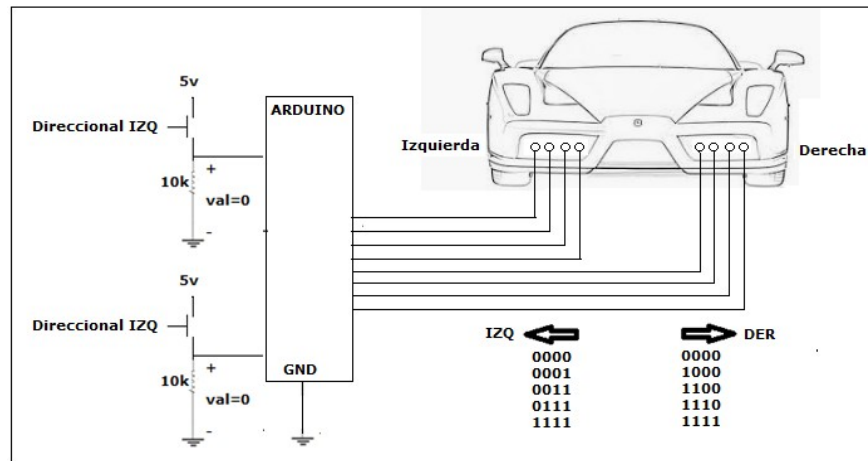 5v
ARDUINO
Direccional IZQ
Izquierda
Derecha
+
10k
val=0
-
5v
Direccional IZQ
IZQ
DER
0000
0001
0011
0111
1111
0000
1000
1100
1110
1111
+
GND
10k
val=0
-